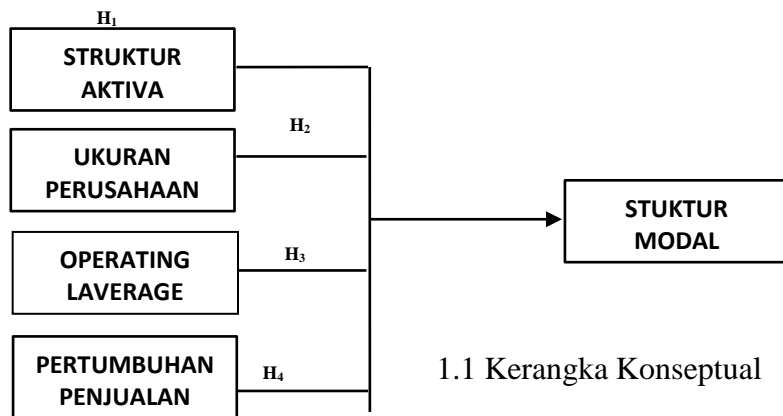 H₁
STRUKTUR
AKTIVA
H₂
UKURAN
PERUSAHAAN
STUKTUR
MODAL
OPERATING
LAVERAGE
H₃
PERTUMBUHAN
PENJUALAN
H₄
1.1 Kerangka Konseptual